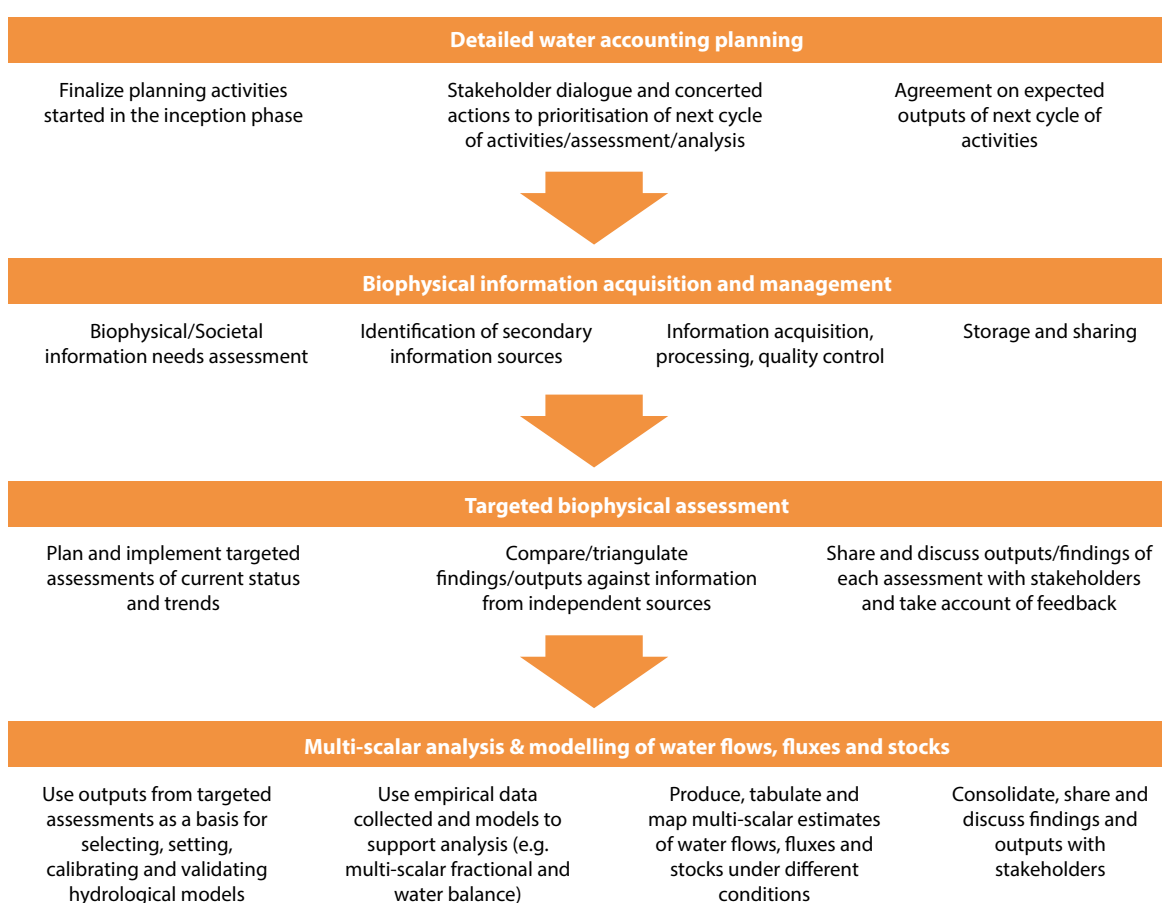 Detailed water accounting planning
Finalize planning activities
started in the inception phase
Stakeholder dialogue and concerted
actions to prioritisation of next cycle
of activities/assessment/analysis
Agreement on expected
outputs of next cycle of
activities
Biophysical information acquisition and management
Biophysical/Societal
information needs assessment
Identification of secondary
information sources
Information acquisition,
processing, quality control
Storage and sharing
Targeted biophysical assessment
Plan and implement targeted
assessments of current status
and trends
Compare/triangulate
findings/outputs against information
from independent sources
Share and discuss outputs/findings of
each assessment with stakeholders
and take account of feedback
Multi-scalar analysis & modelling of water flows, fluxes and stocks
Use outputs from targeted
assessments as a basis for
selecting, setting,
calibrating and validating
hydrological models
Use empirical data
collected and models to
support analysis (e.g.
multi-scalar fractional and
water balance)
Produce, tabulate and
map multi-scalar estimates
of water flows, fluxes and
stocks under different
conditions
Consolidate, share and
discuss findings and
outputs with
stakeholders